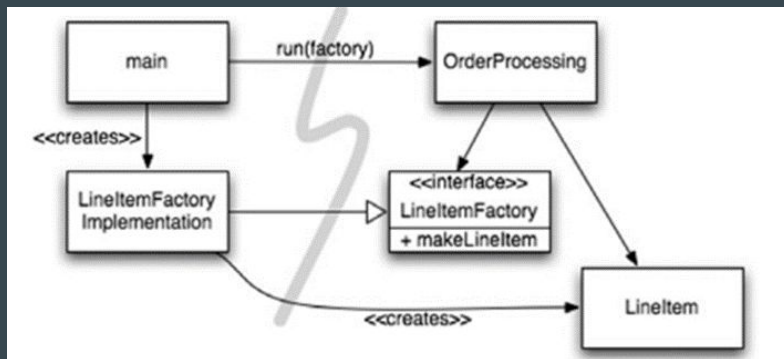 main
run(factory)
OrderProcessing
<<creates>>
LineItemFactory
Implementation
<<interface>>
LineItemFactory
+ makeLineItem
<<creates>>
LineItem